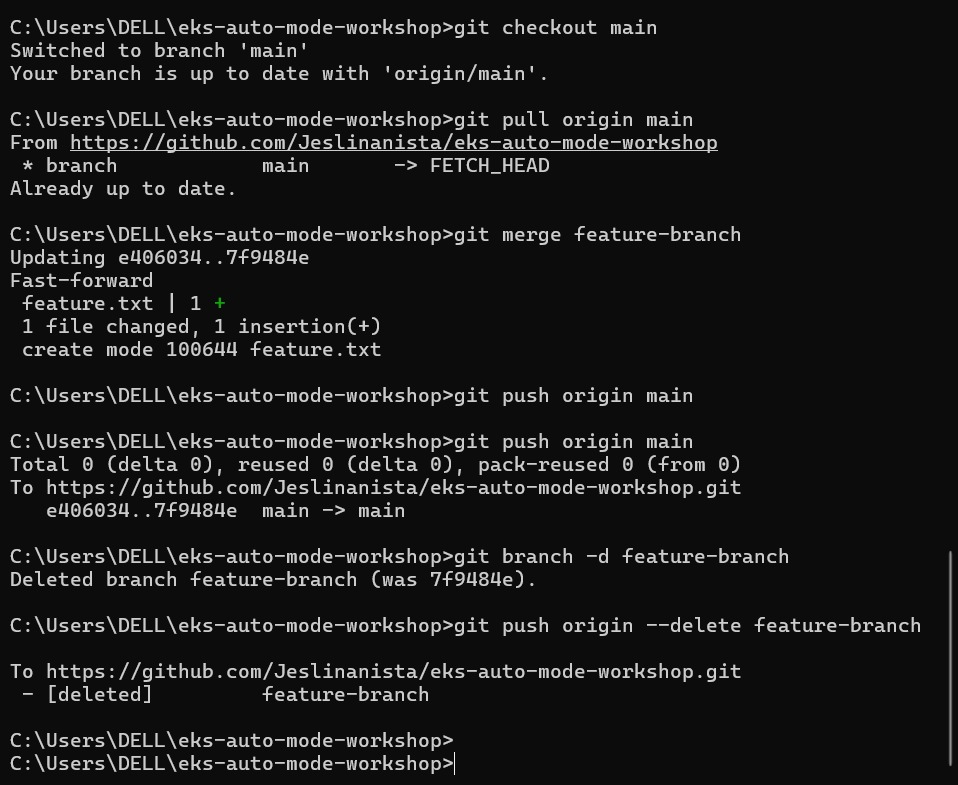 C:\Users\DELL\eks-auto-mode-workshop>git checkout main
Switched to branch 'main'
Your branch is up to date with 'origin/main'.
C:\Users\DELL\eks-auto-mode-workshop>git pull origin main
From https://github.com/Jeslinanista/eks-auto-mode-workshop
 * branch            main       -> FETCH_HEAD
Already up to date.
C:\Users\DELL\eks-auto-mode-workshop>git merge feature-branch
Updating e406034..7f9484e
Fast-forward
 feature.txt | 1 +
 1 file changed, 1 insertion(+)
 create mode 100644 feature.txt
C:\Users\DELL\eks-auto-mode-workshop>git push origin main
C:\Users\DELL\eks-auto-mode-workshop>git push origin main
Total 0 (delta 0), reused 0 (delta 0), pack-reused 0 (from 0)
To https://github.com/Jeslinanista/eks-auto-mode-workshop.git
   e406034..7f9484e  main -> main
C:\Users\DELL\eks-auto-mode-workshop>git branch -d feature-branch
Deleted branch feature-branch (was 7f9484e).
C:\Users\DELL\eks-auto-mode-workshop>git push origin --delete feature-branch
To https://github.com/Jeslinanista/eks-auto-mode-workshop.git
 - [deleted]         feature-branch
C:\Users\DELL\eks-auto-mode-workshop>
C:\Users\DELL\eks-auto-mode-workshop>